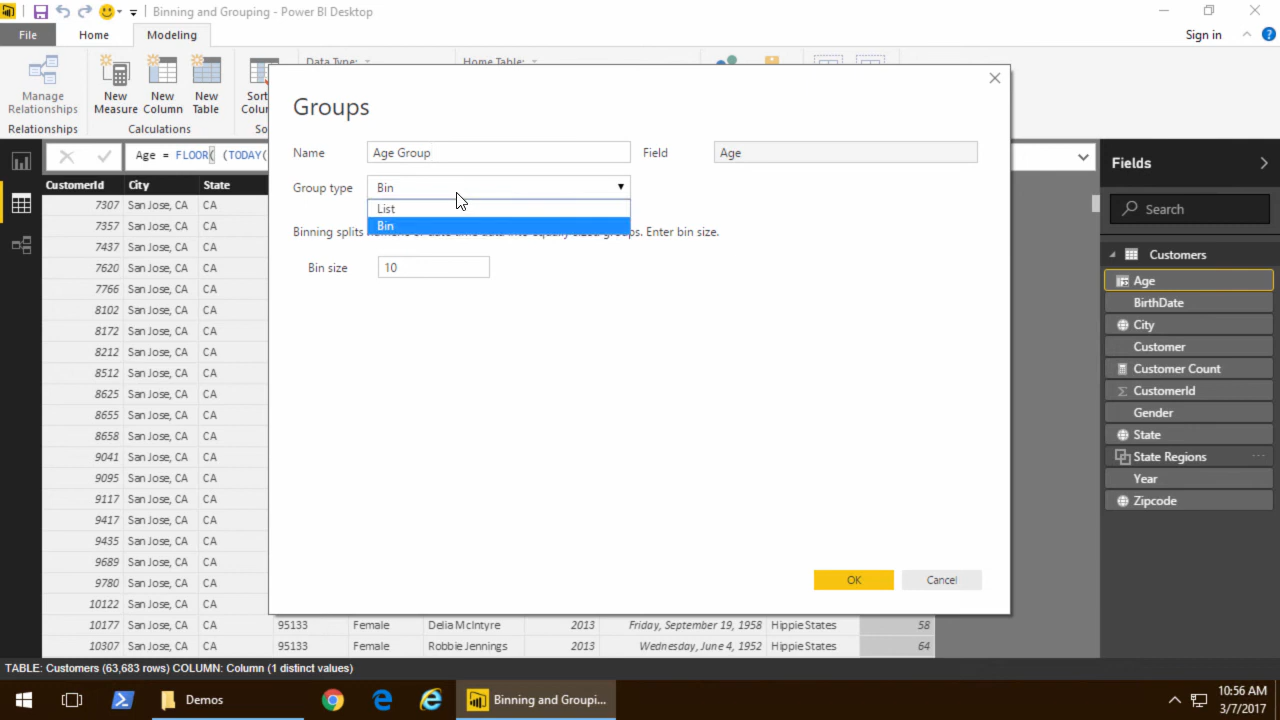 Binning and Grouping - Power BI Desktop
File
Home
Modeling
Sign in
Manage
Relationships
New
Measure
New
Column
New
Table
Sort
Colum
Data Type:
Home Table:
Relationships
Calculations
So
Age = FLOOR( (TODAY(
Groups
Name
Age Group
Field
Age
Group type
Bin
List
Bin
Enter bin size.
Bin size
10
OK
Cancel
CustomerId City State
7307 San Jose, CA CA
7357 San Jose, CA CA
7437 San Jose, CA CA
7620 San Jose, CA CA
7766 San Jose, CA CA
8102 San Jose, CA CA
8172 San Jose, CA CA
8212 San Jose, CA CA
8512 San Jose, CA CA
8625 San Jose, CA CA
8655 San Jose, CA CA
8658 San Jose, CA CA
9041 San Jose, CA CA
9095 San Jose, CA CA
9117 San Jose, CA CA
9417 San Jose, CA CA
9435 San Jose, CA CA
9689 San Jose, CA CA
9780 San Jose, CA CA
10122 San Jose, CA CA
10177 San Jose, CA CA 95133 Female Delia McIntyre 2013 Friday, September 19, 1958 Hippie States 58
10307 San Jose, CA CA 95133 Female Robbie Jennings 2013 Wednesday, June 4, 1952 Hippie States 64
Fields
Search
Customers
Age
BirthDate
City
Customer
Customer Count
CustomerId
Gender
State
State Regions
Year
Zipcode
TABLE: Customers (63,683 rows) COLUMN: Column (1 distinct values)
Demos
Binning and Groupi...
10:56 AM
3/7/2017